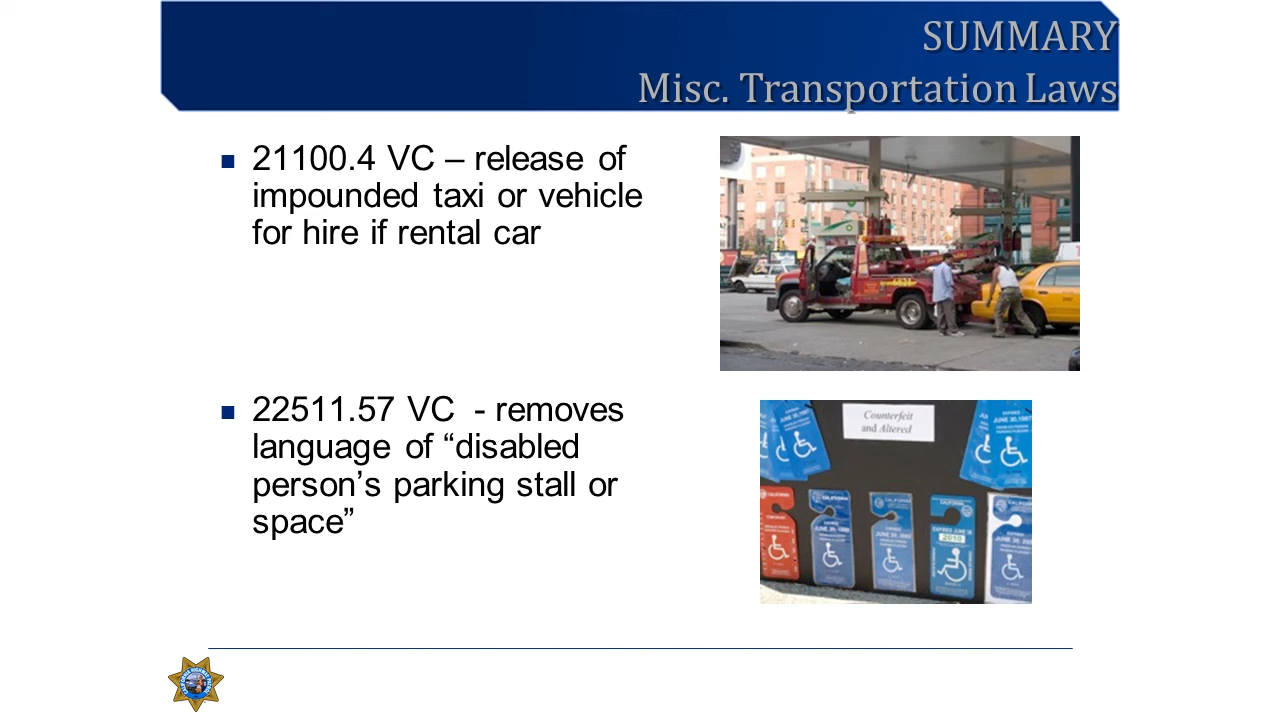 SUMMARY
Misc. Transportation Laws
21100.4 VC – release of
impounded taxi or vehicle
for hire if rental car
22511.57 VC - removes
language of “disabled
person’s parking stall or
space”
Counterfeit
and Altered